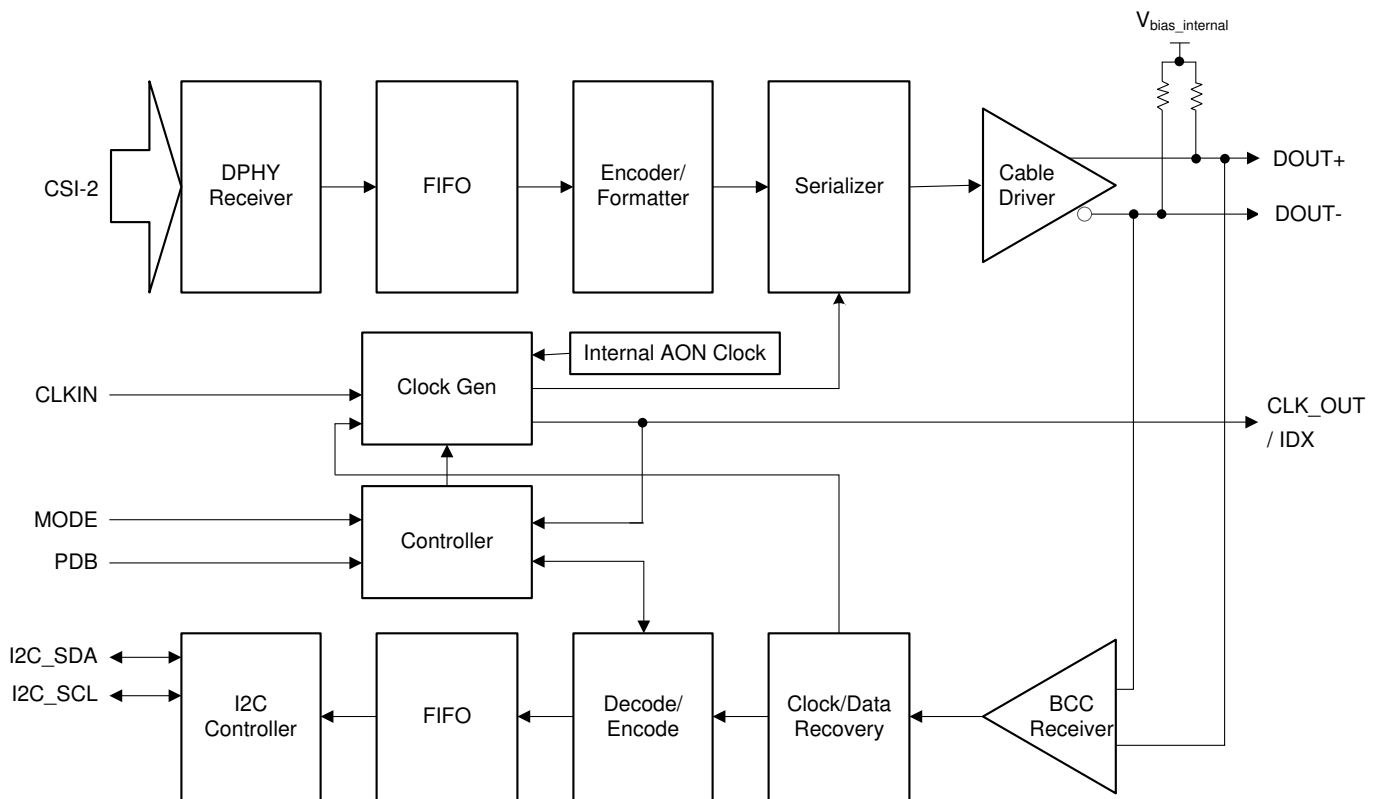 V bias_internal
CSI-2
DPHY
Receiver
FIFO
Encoder/
Formatter
Serializer
Cable
Driver
DOUT+
DOUT-
Internal AON Clock
Clock Gen
CLKIN
CLK_OUT
/ IDX
MODE
PDB
Controller
I2C_SDA
I2C_SCL
I2C
Controller
FIFO
Decode/
Encode
Clock/Data
Recovery
BCC
Receiver